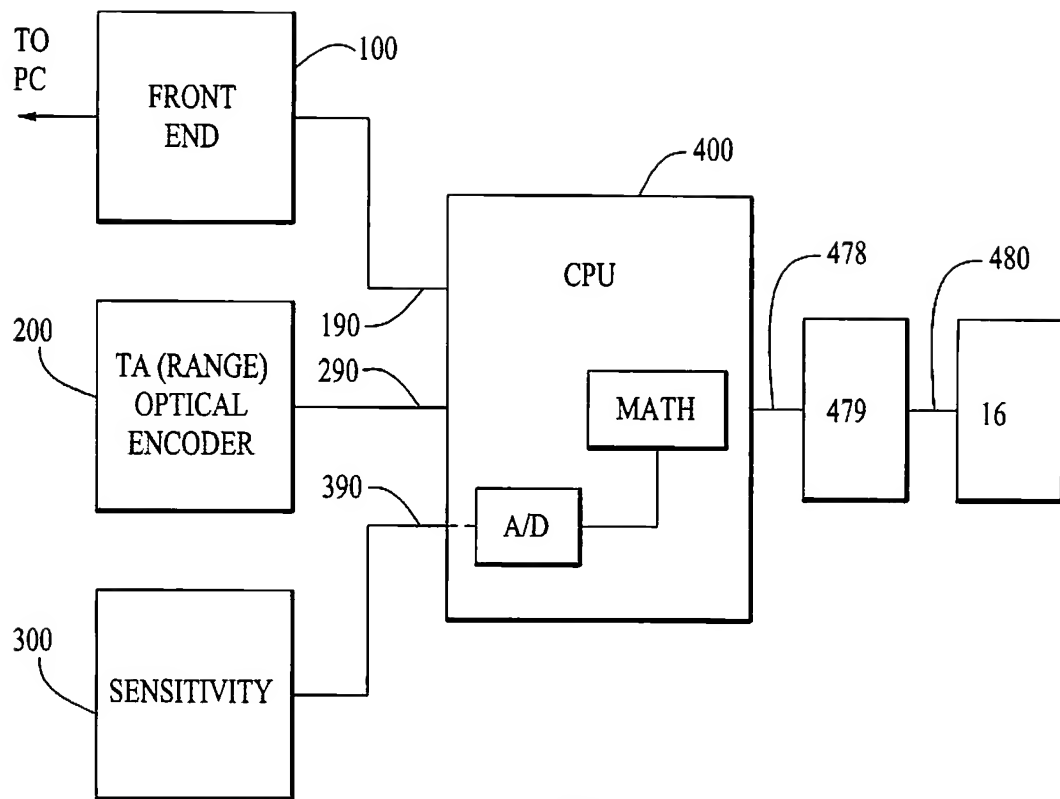 TO
PC
100
FRONT
END
400
CPU
478
480
190
200
TA (RANGE)
OPTICAL
ENCODER
290
MATH
479
16
390
A/D
300
SENSITIVITY